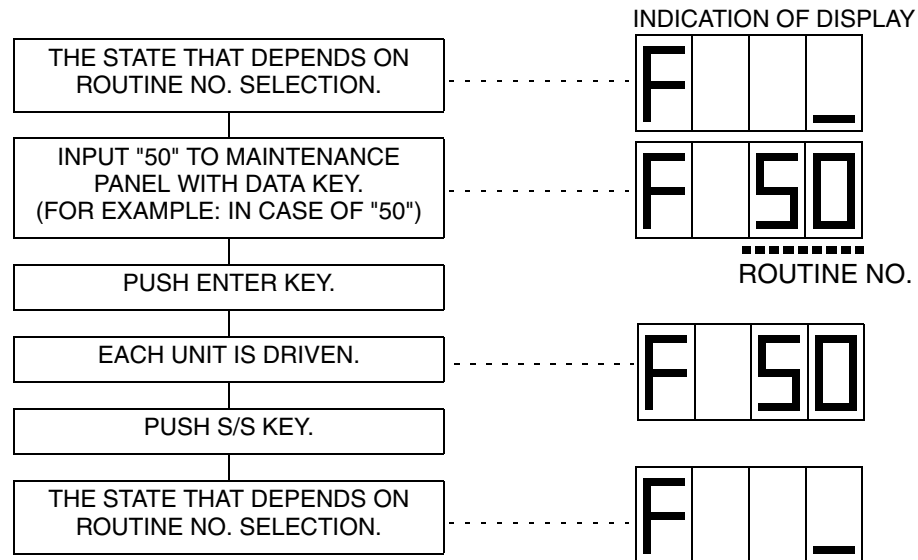 INDICATION OF DISPLAY
THE STATE THAT DEPENDS ON
ROUTINE NO. SELECTION.
F _
INPUT "50" TO MAINTENANCE
PANEL WITH DATA KEY.
(FOR EXAMPLE: IN CASE OF "50")
F 50
ROUTINE NO.
PUSH ENTER KEY.
EACH UNIT IS DRIVEN.
F 50
PUSH S/S KEY.
THE STATE THAT DEPENDS ON
ROUTINE NO. SELECTION.
F _